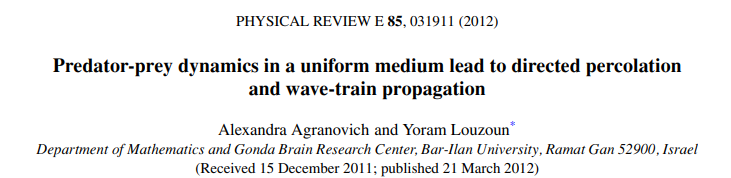 PHYSICAL REVIEW E 85, 031911 (2012)
Predator-prey dynamics in a uniform medium lead to directed percolation
and wave-train propagation
Alexandra Agranovich and Yoram Louzoun*
Department of Mathematics and Gonda Brain Research Center, Bar-Ilan University, Ramat Gan 52900, Israel
(Received 15 December 2011; published 21 March 2012)